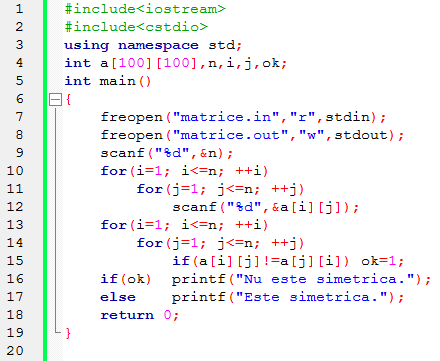 1 #include<iostream>
2 #include<cstdio>
3 using namespace std;
4 int a[100][100],n,i,j,ok;
5 int main()
6 {
7 freopen("matrice.in","r",stdin);
8 freopen("matrice.out","w",stdout);
9 scanf("%d",&n);
10 for(i=1; i<=n; ++i)
11 for(j=1; j<=n; ++j)
12 scanf("%d",&a[i][j]);
13 for(i=1; i<=n; ++i)
14 for(j=1; j<=n; ++j)
15 if(a[i][j]!=a[j][i]) ok=1;
16 if(ok) printf("Nu este simetrica.");
17 else printf("Este simetrica.");
18 return 0;
19 }
20